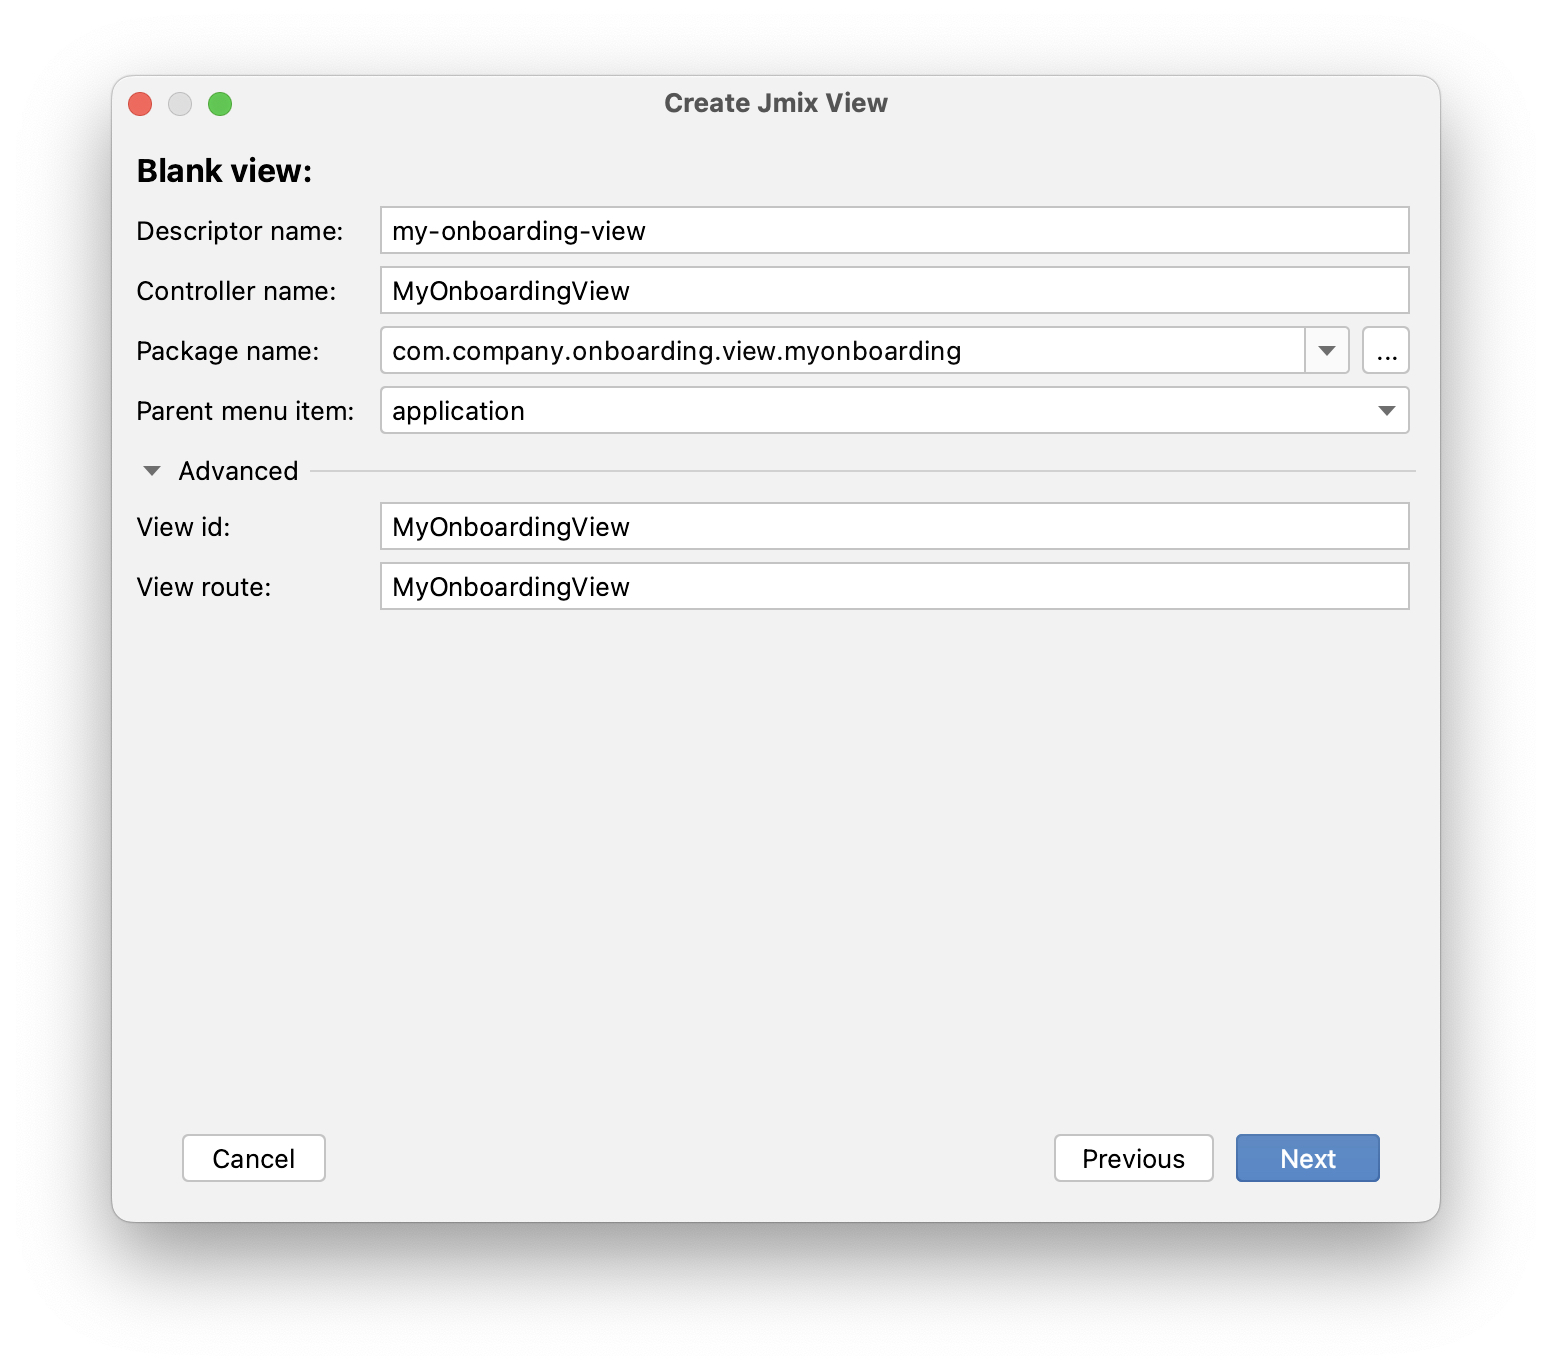 Create Jmix View
Blank view:
Descriptor name: my-onboarding-view
Controller name: MyOnboardingView
Package name: com.company.onboarding.view.myonboarding ...
Parent menu item: application
Advanced
View id: MyOnboardingView
View route: MyOnboardingView
Cancel Previous Next